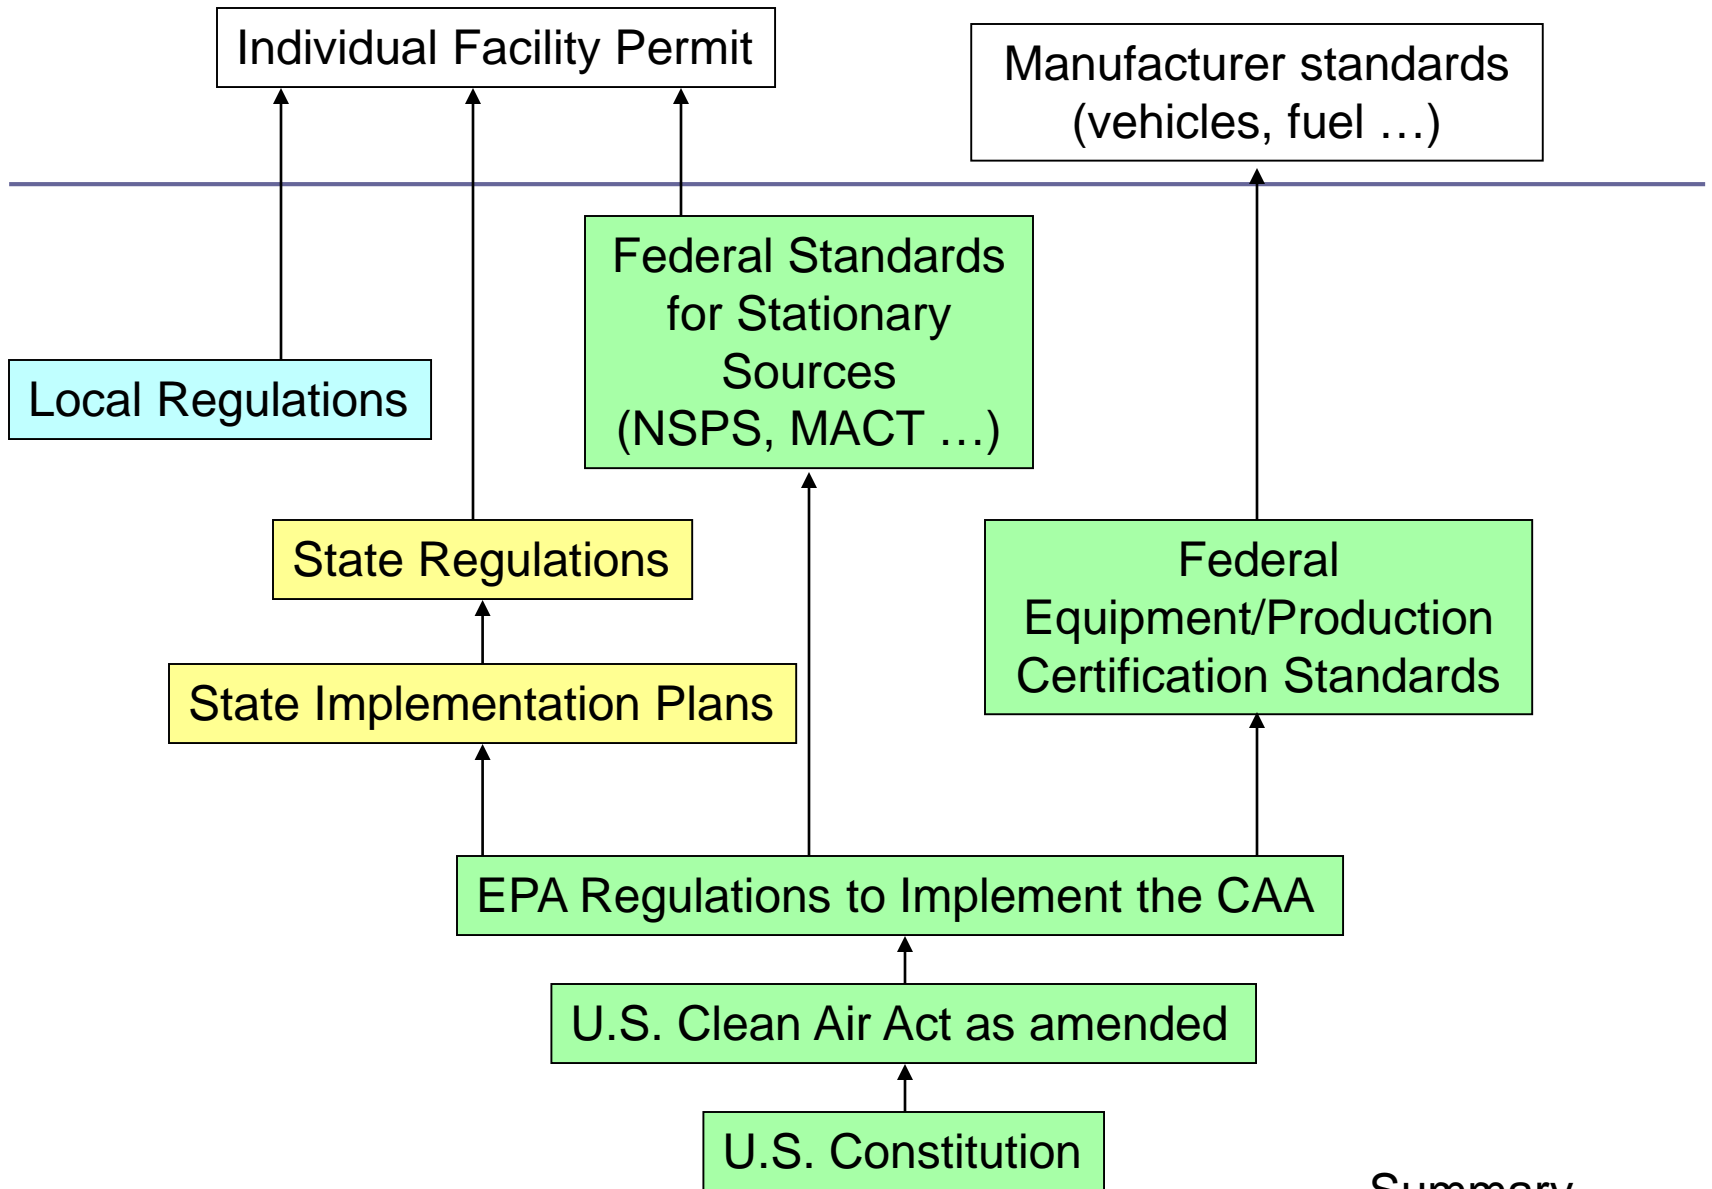 Individual Facility Permit
Manufacturer standards
(vehicles, fuel …)
Federal Standards
for Stationary
Sources
(NSPS, MACT …)
Local Regulations
State Regulations
Federal
Equipment/Production
Certification Standards
State Implementation Plans
EPA Regulations to Implement the CAA
U.S. Clean Air Act as amended
U.S. Constitution
Summary